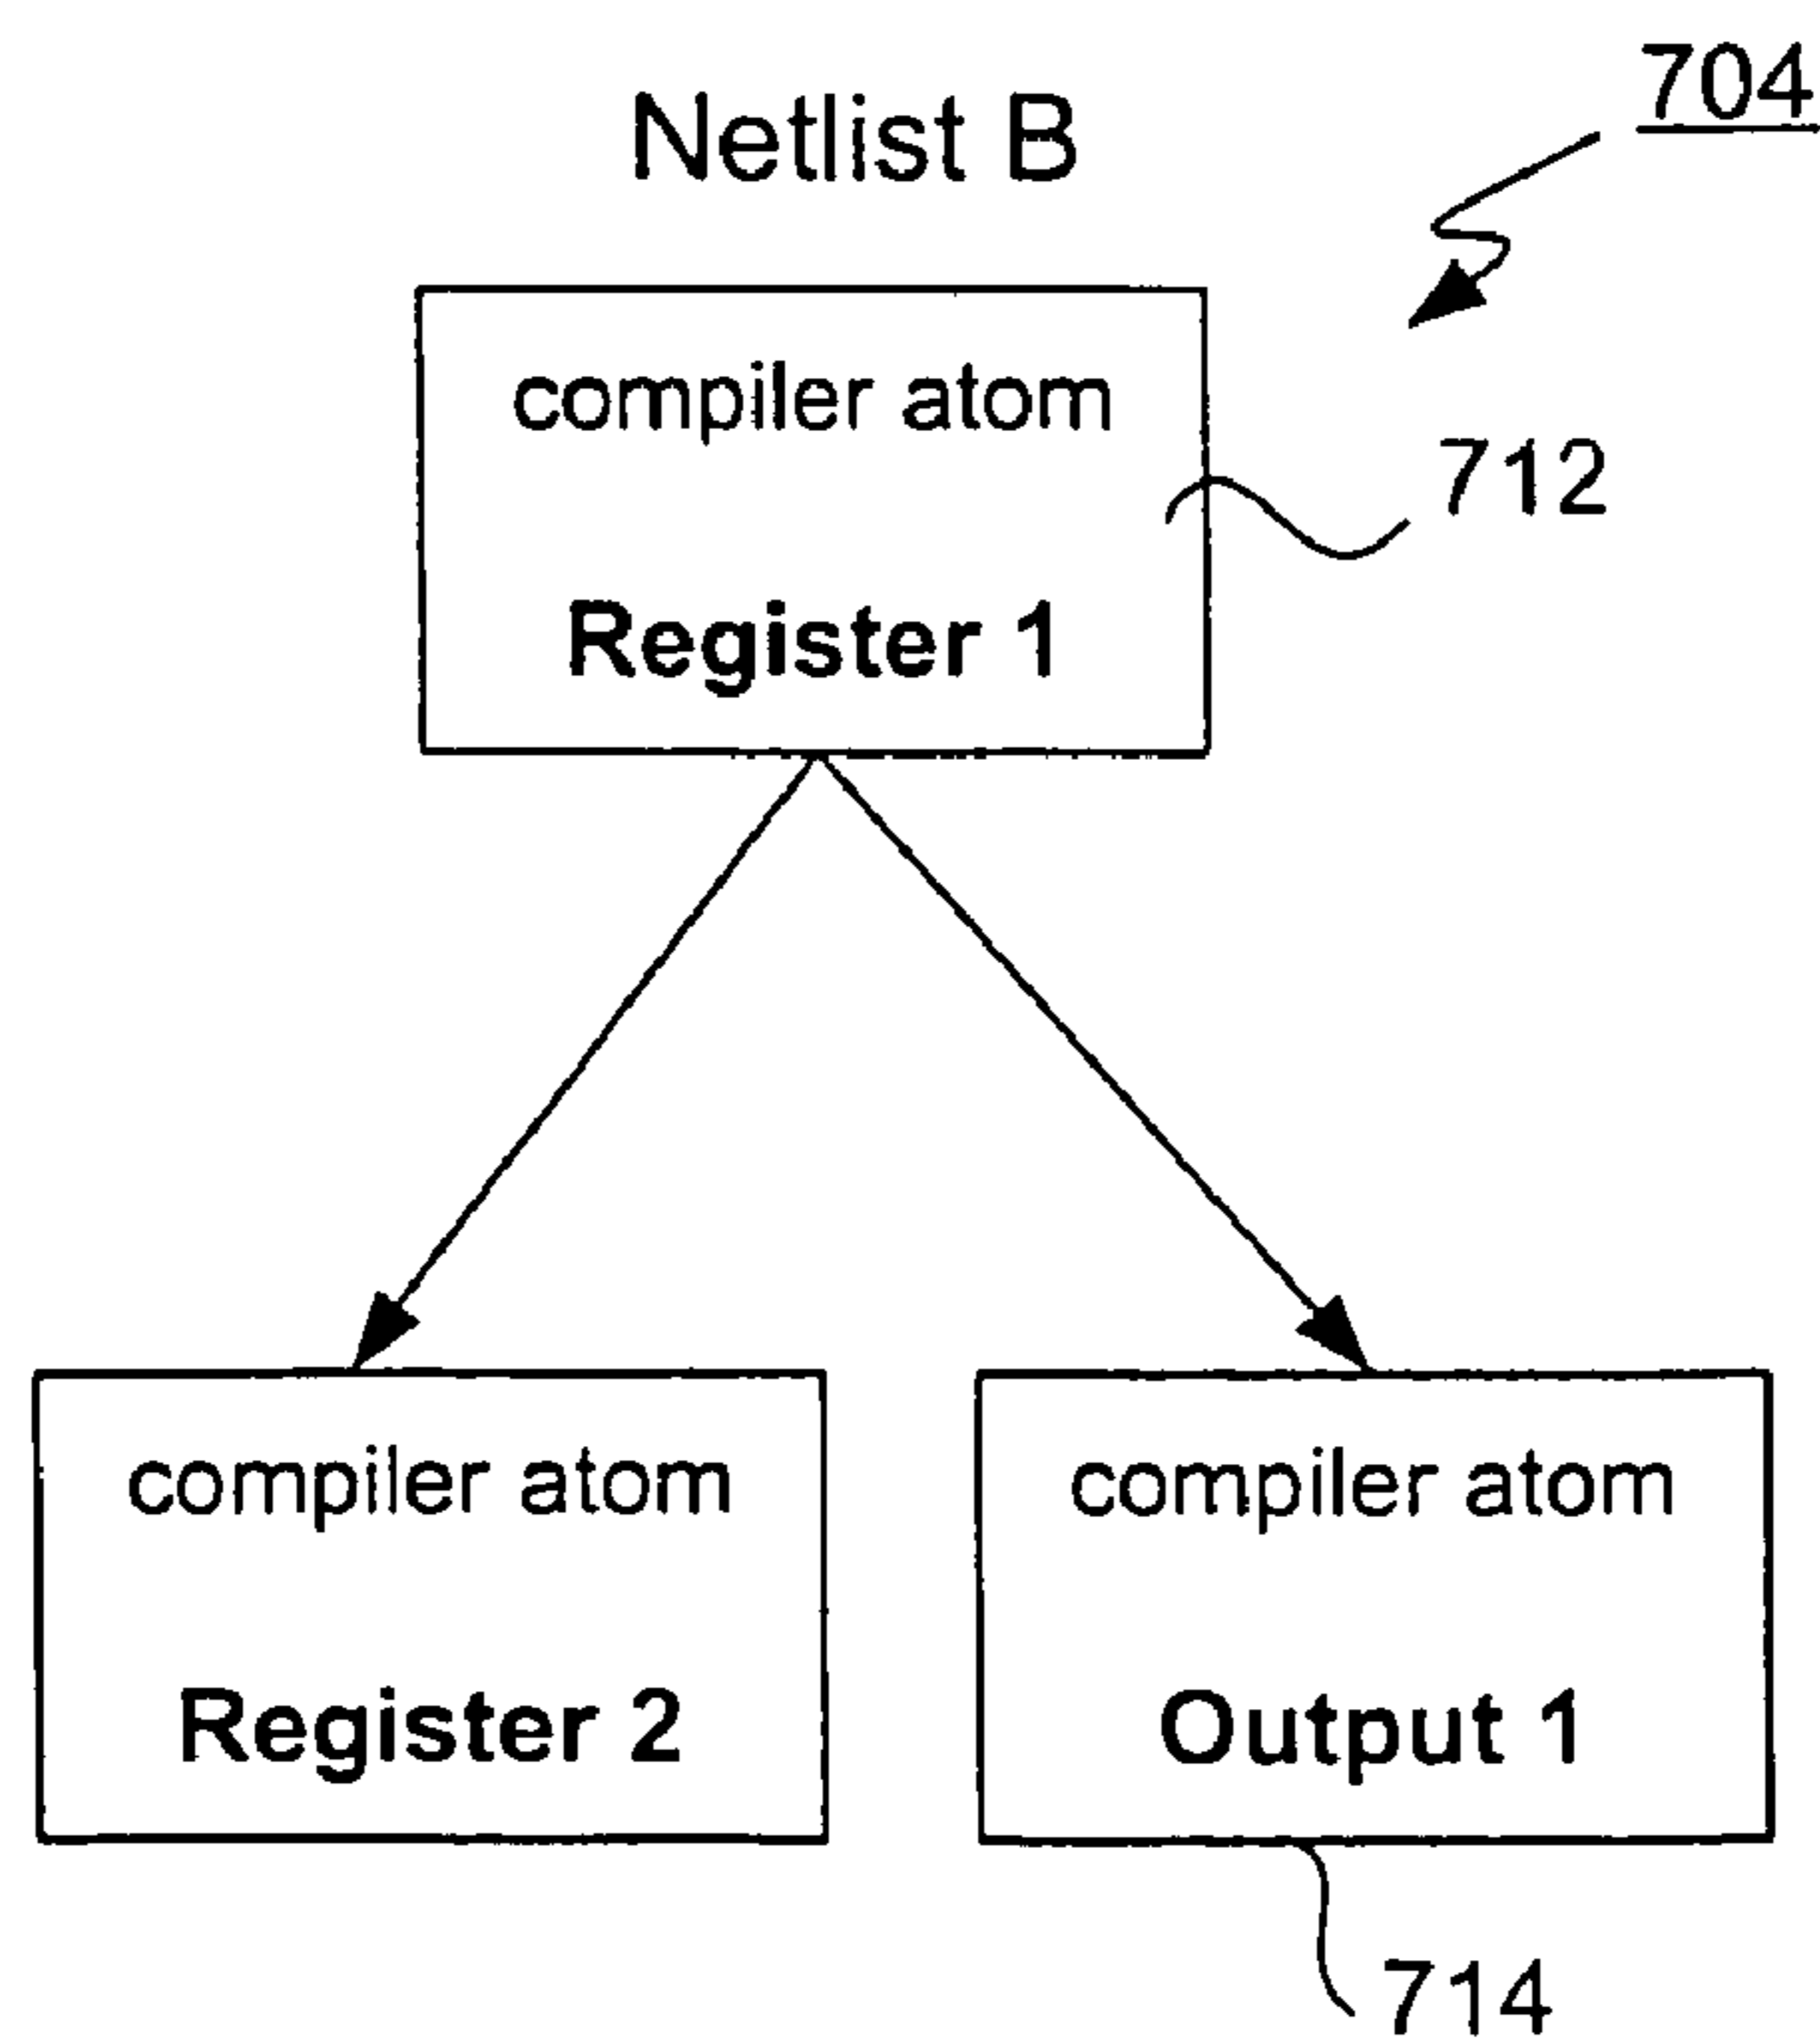 704
Netlist B
compiler atom
712
Register 1
compiler atom
compiler atom
Register 2
Output 1
714